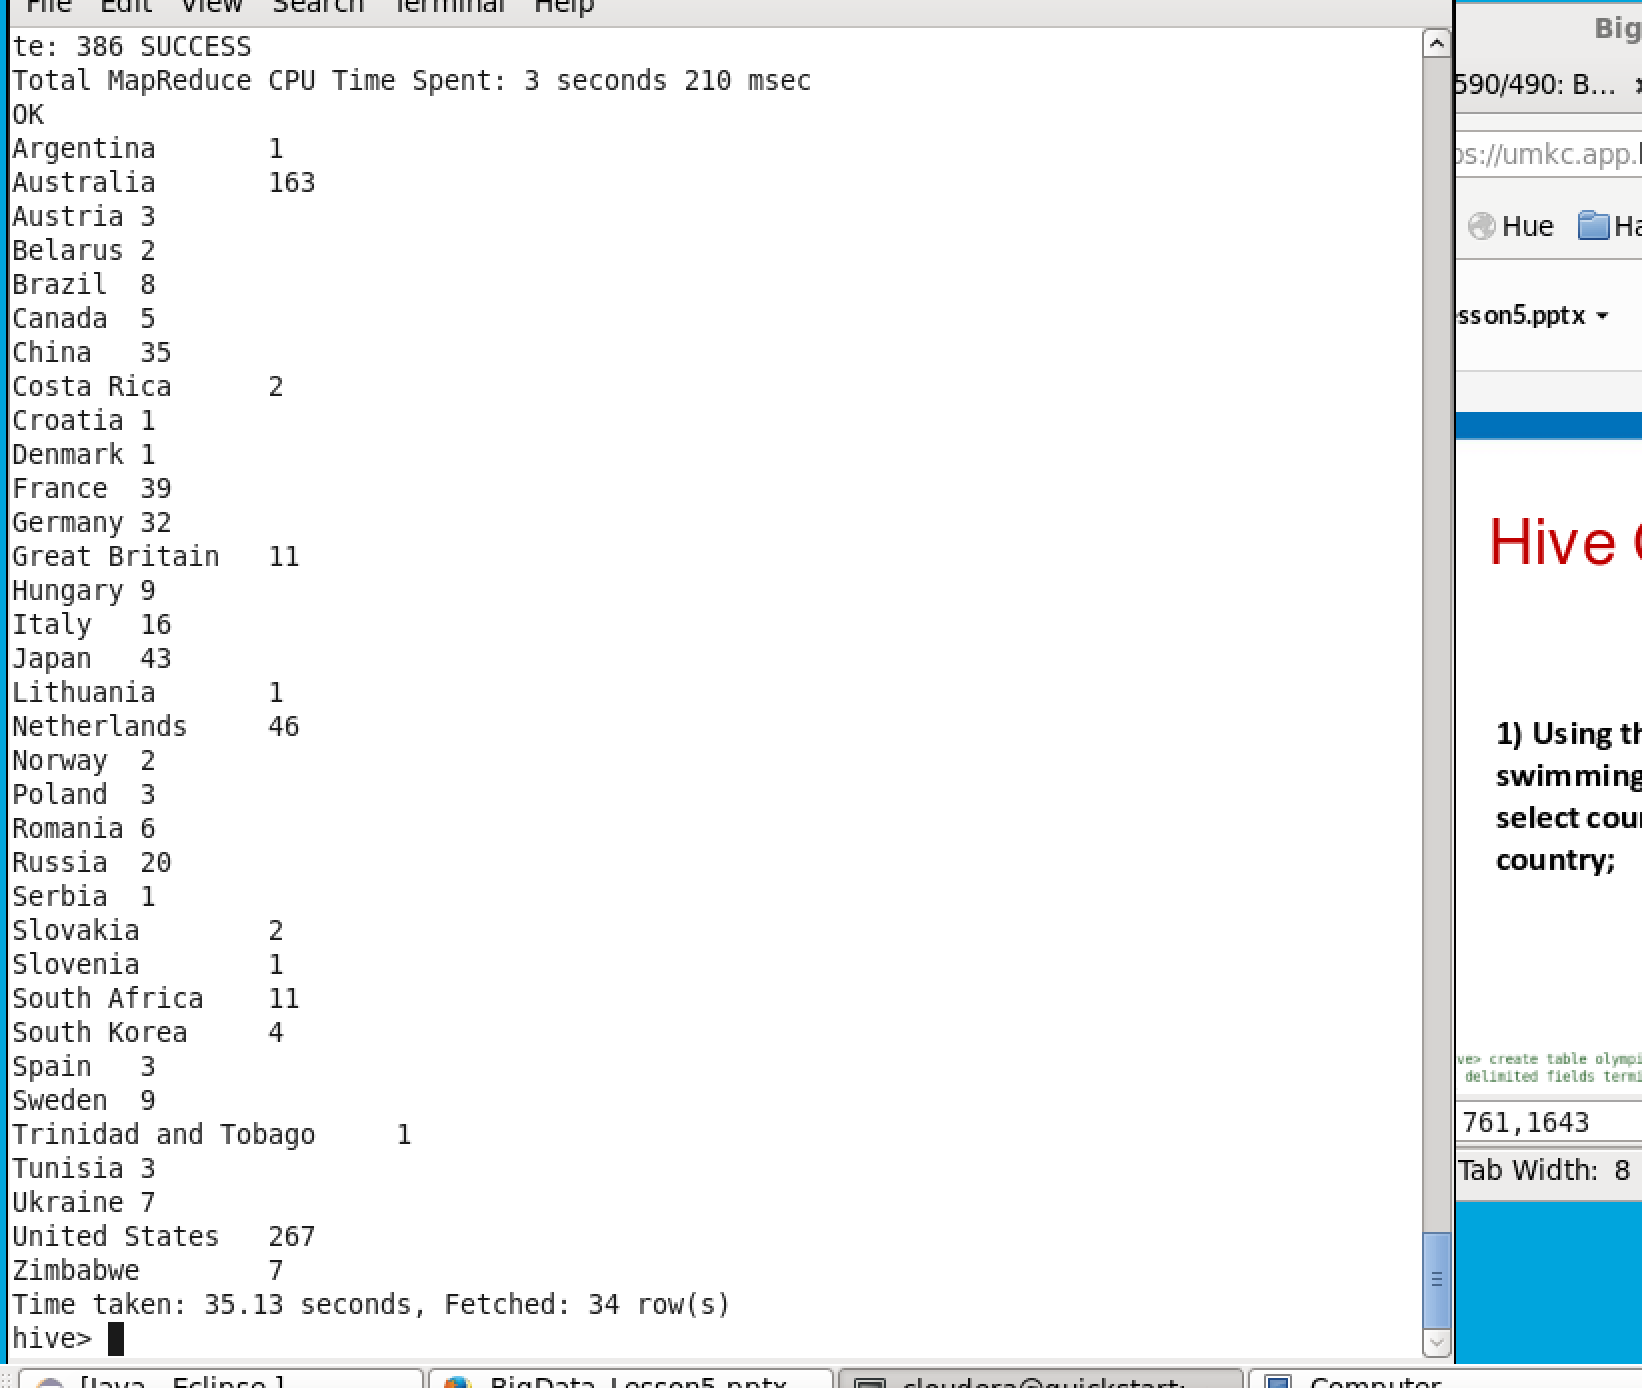 File Edit View Search Terminal Help
te: 386 SUCCESS
Total MapReduce CPU Time Spent: 3 seconds 210 msec
OK
Argentina 1
Australia 163
Austria 3
Belarus 2
Brazil 8
Canada 5
China 35
Costa Rica 2
Croatia 1
Denmark 1
France 39
Germany 32
Great Britain 11
Hungary 9
Italy 16
Japan 43
Lithuania 1
Netherlands 46
Norway 2
Poland 3
Romania 6
Russia 20
Serbia 1
Slovakia 2
Slovenia 1
South Africa 11
South Korea 4
Spain 3
Sweden 9
Trinidad and Tobago 1
Tunisia 3
Ukraine 7
United States 267
Zimbabwe 7
Time taken: 35.13 seconds, Fetched: 34 row(s)
hive>
Big
590/490: B...
ps://umkc.app.
Hue Ha
sson5.pptx
Hive
1) Using th
swimming
select cou
country;
ve> create table olympi
delimited fields termi
761,1643
Tab Width: 8
[Java - Eclipse ]
BigData_Lesson5.pptx
cloudera@quickstart:
Computer